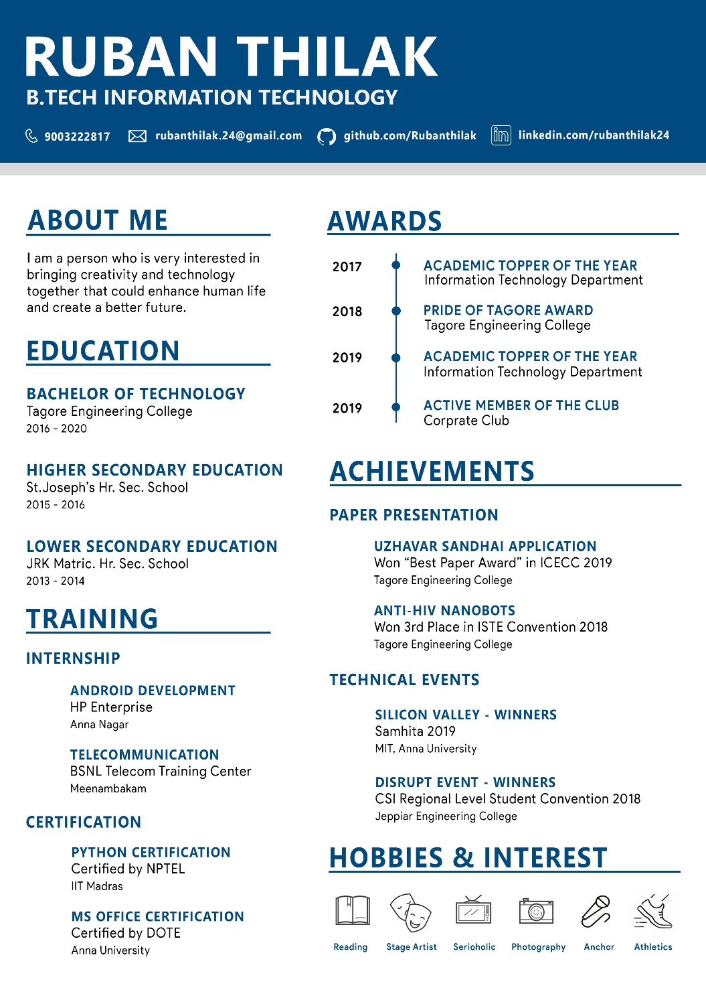 RUBAN THILAK
B.TECH INFORMATION TECHNOLOGY
9003222817 rubanthilak.24@gmail.com github.com/Rubanthilak linkedin.com/rubanthilak24
ABOUT ME
I am a person who is very interested in
bringing creativity and technology
together that could enhance human life
and create a better future.
EDUCATION
BACHELOR OF TECHNOLOGY
Tagore Engineering College
2016 - 2020
HIGHER SECONDARY EDUCATION
St.Joseph's Hr. Sec. School
2015 - 2016
LOWER SECONDARY EDUCATION
JRK Matric. Hr. Sec. School
2013 - 2014
TRAINING
INTERNSHIP
ANDROID DEVELOPMENT
HP Enterprise
Anna Nagar
TELECOMMUNICATION
BSNL Telecom Training Center
Meenambakam
CERTIFICATION
PYTHON CERTIFICATION
Certified by NPTEL
IIT Madras
MS OFFICE CERTIFICATION
Certified by DOTE
Anna University
AWARDS
2017 ACADEMIC TOPPER OF THE YEAR
Information Technology Department
2018 PRIDE OF TAGORE AWARD
Tagore Engineering College
2019 ACADEMIC TOPPER OF THE YEAR
Information Technology Department
2019 ACTIVE MEMBER OF THE CLUB
Corprate Club
ACHIEVEMENTS
PAPER PRESENTATION
UZHAVAR SANDHAI APPLICATION
Won “Best Paper Award” in ICECC 2019
Tagore Engineering College
ANTI-HIV NANOBOTS
Won 3rd Place in ISTE Convention 2018
Tagore Engineering College
TECHNICAL EVENTS
SILICON VALLEY - WINNERS
Samhita 2019
MIT, Anna University
DISRUPT EVENT - WINNERS
CSI Regional Level Student Convention 2018
Jeppiar Engineering College
HOBBIES & INTEREST
Reading Stage Artist Serioholic Photography Anchor Athletics